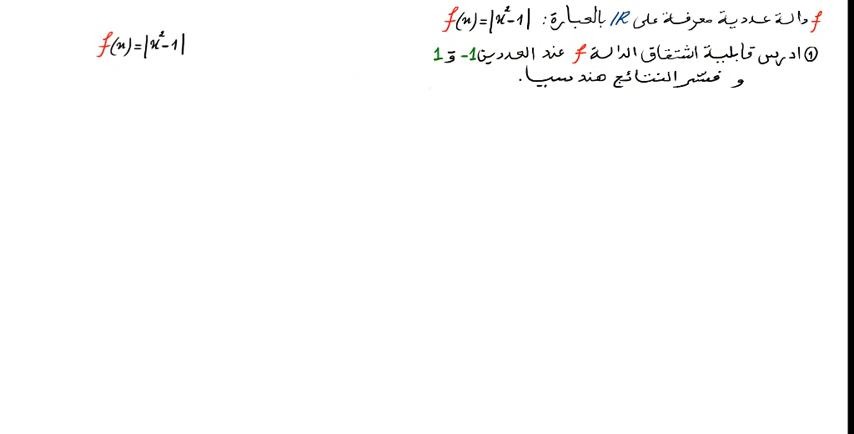 f دالة عددية معرفة على IR بالعبارة: f(x)=|x²-1|
① ادرس قابلية اشتقاق الدالة f عند العددين 1- و 1
و فسّر النتائج هندسيا.
f(x)=|x²-1|